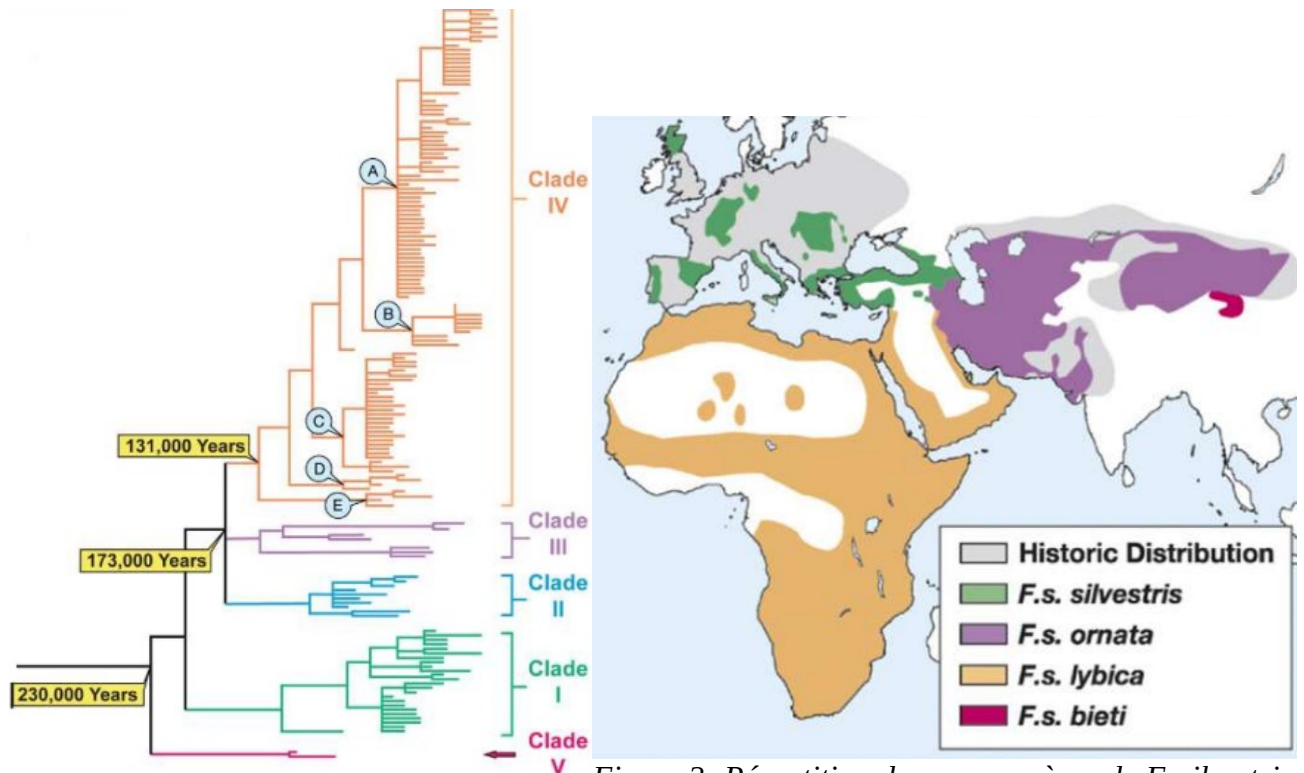 A
Clade
IV
B
C
131,000 Years
D
E
Clade
III
173,000 Years
Clade
II
Clade
I
230,000 Years
Clade
V
Historic Distribution
F.s. silvestris
F.s. ornata
F.s. lybica
F.s. bieti